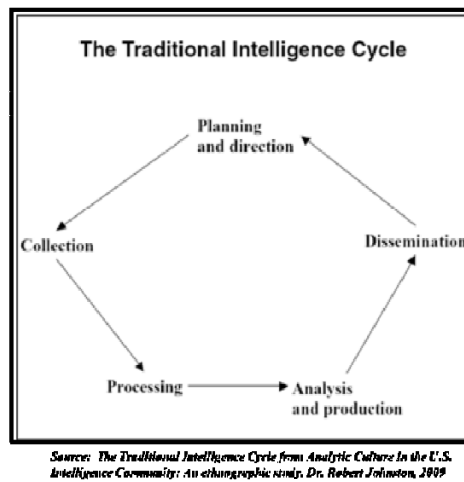 The Traditional Intelligence Cycle
Planning
and direction
Collection
Dissemination
Processing
Analysis
and production
Source: The Traditional Intelligence Cycle from Analytic Culture in the U.S.
Intelligence Community: An ethnographic study. Dr. Robert Johnston, 2009